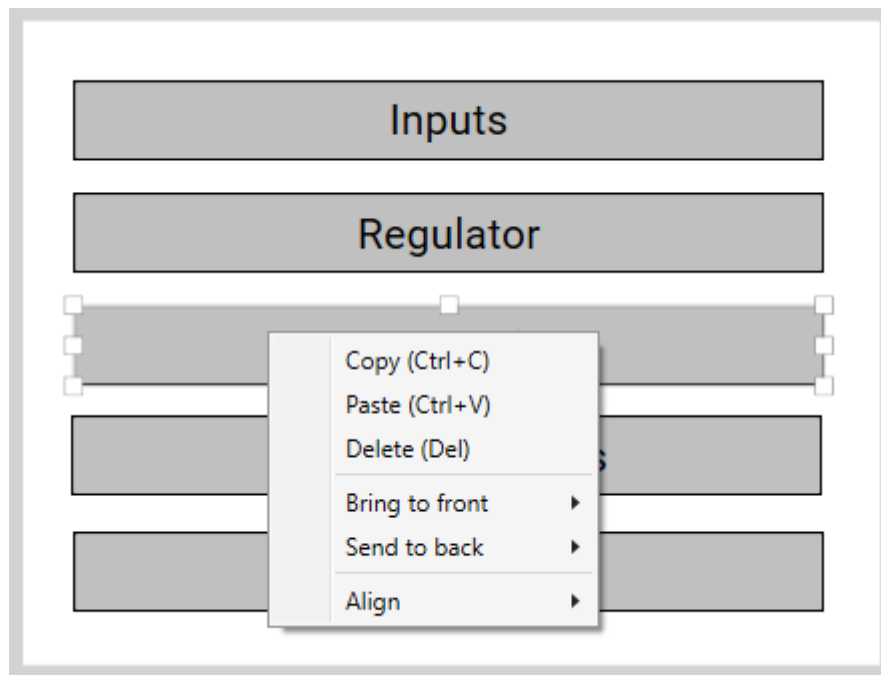 Inputs
Regulator
Copy (Ctrl+C)
Paste (Ctrl+V)
Delete (Del)
Bring to front
Send to back
Align